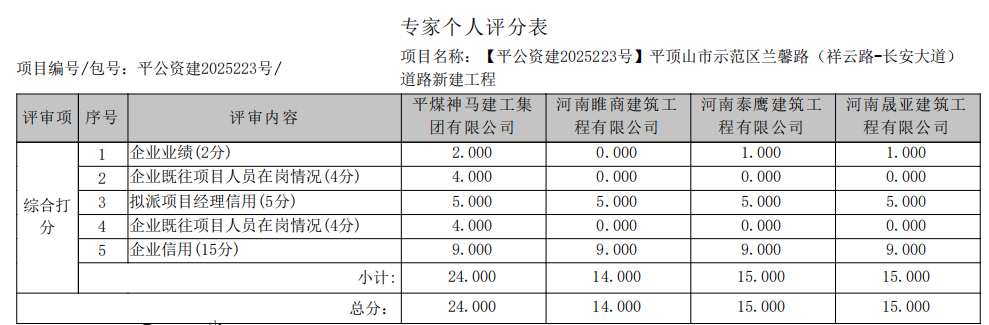 专家个人评分表
项目编号/包号: 平公资建2025223号/
项目名称: 【平公资建2025223号】平顶山市示范区兰馨路（祥云路-长安大道）
道路新建工程
评审项 序号 评审内容 平煤神马建工集团有限公司 河南睢商建筑工程有限公司 河南泰鹰建筑工程有限公司 河南晟亚建筑工程有限公司
综合打分
1 企业业绩(2分) 2.000 0.000 1.000 1.000
2 企业既往项目人员在岗情况(4分) 4.000 0.000 0.000 0.000
3 拟派项目经理信用(5分) 5.000 5.000 5.000 5.000
4 企业既往项目人员在岗情况(4分) 4.000 0.000 0.000 0.000
5 企业信用(15分) 9.000 9.000 9.000 9.000
小计: 24.000 14.000 15.000 15.000
总分: 24.000 14.000 15.000 15.000